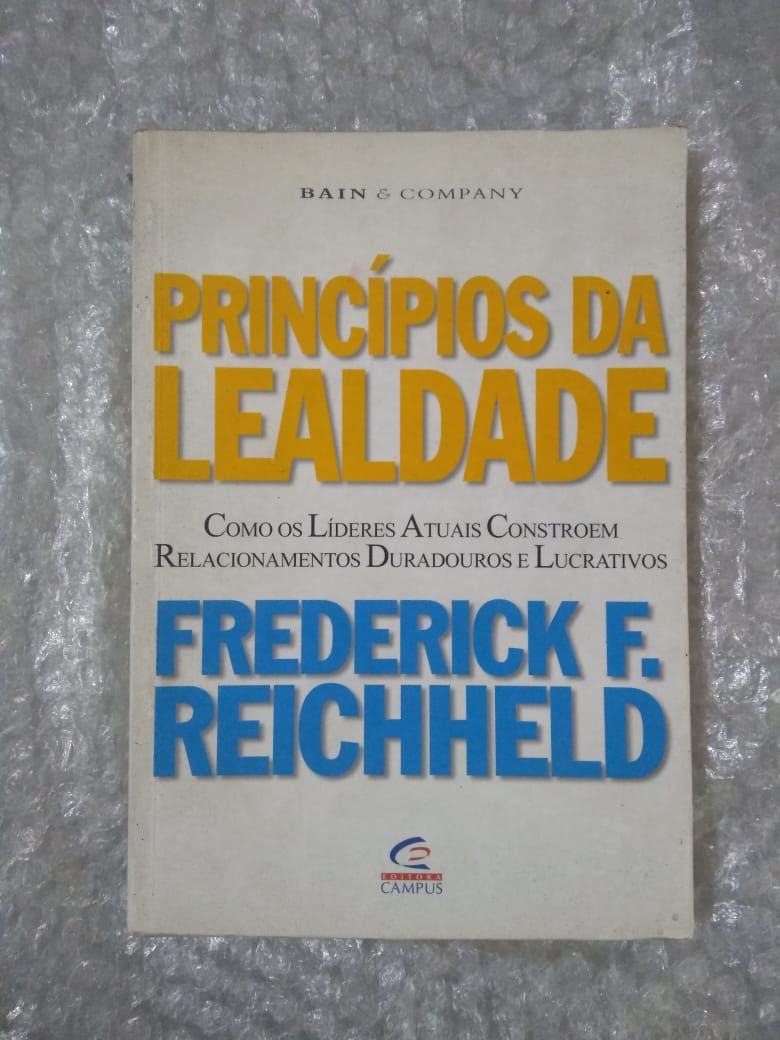 BAIN & COMPANY
PRINCÍPIOS DA
LEALDADE
COMO OS LÍDERES ATUAIS CONSTROEM
RELACIONAMENTOS DURADOUROS E LUCRATIVOS
FREDERICK F.
REICHHELD
EDITORA
CAMPUS